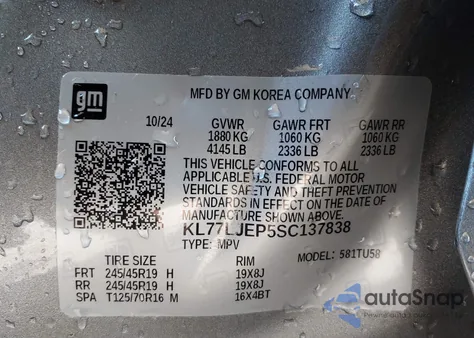 gm
MFD BY GM KOREA COMPANY
10/24 GVWR GAWR FRT GAWR RR
1880 KG 1060 KG 1060 KG
4145 LB 2336 LB 2336 LB
THIS VEHICLE CONFORMS TO ALL
APPLICABLE U.S. FEDERAL MOTOR
VEHICLE SAFETY AND THEFT PREVENTION
STANDARDS IN EFFECT ON THE DATE OF
MANUFACTURE SHOWN ABOVE.
KL77LJEP5SC137838
TYPE: MPV MODEL: 581TU58
TIRE SIZE RIM
FRT 245/45R19 H 19X8J
RR 245/45R19 H 19X8J
SPA T125/70R16 M 16X4BT
autoSnap